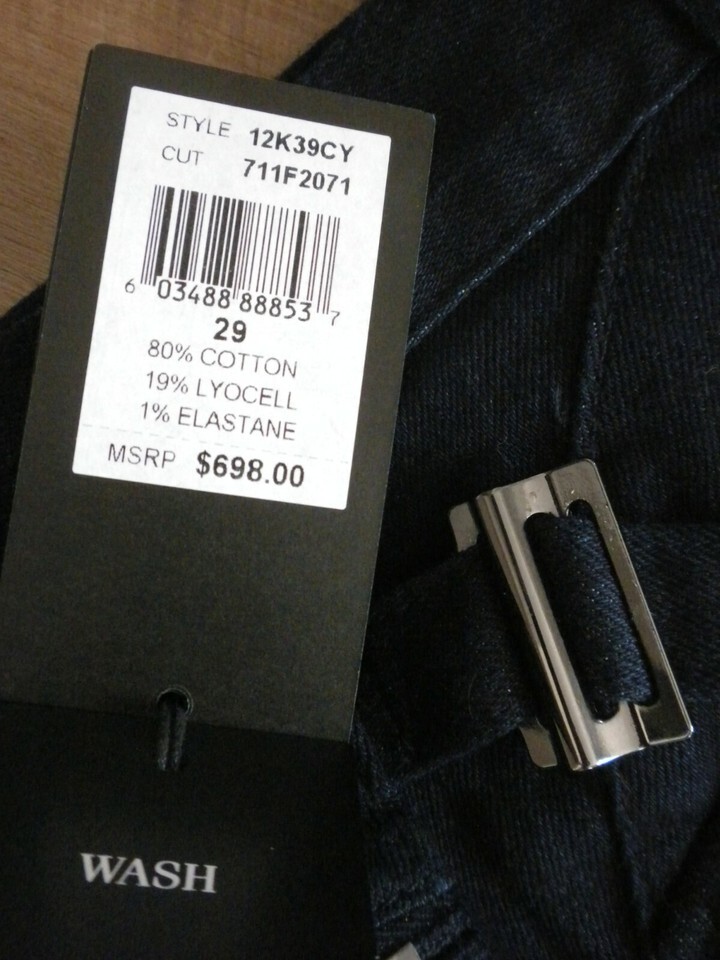 STYLE 12K39CY
CUT 711F2071
6 03488 88853 7
29
80% COTTON
19% LYOCELL
1% ELASTANE
MSRP $698.00
WASH